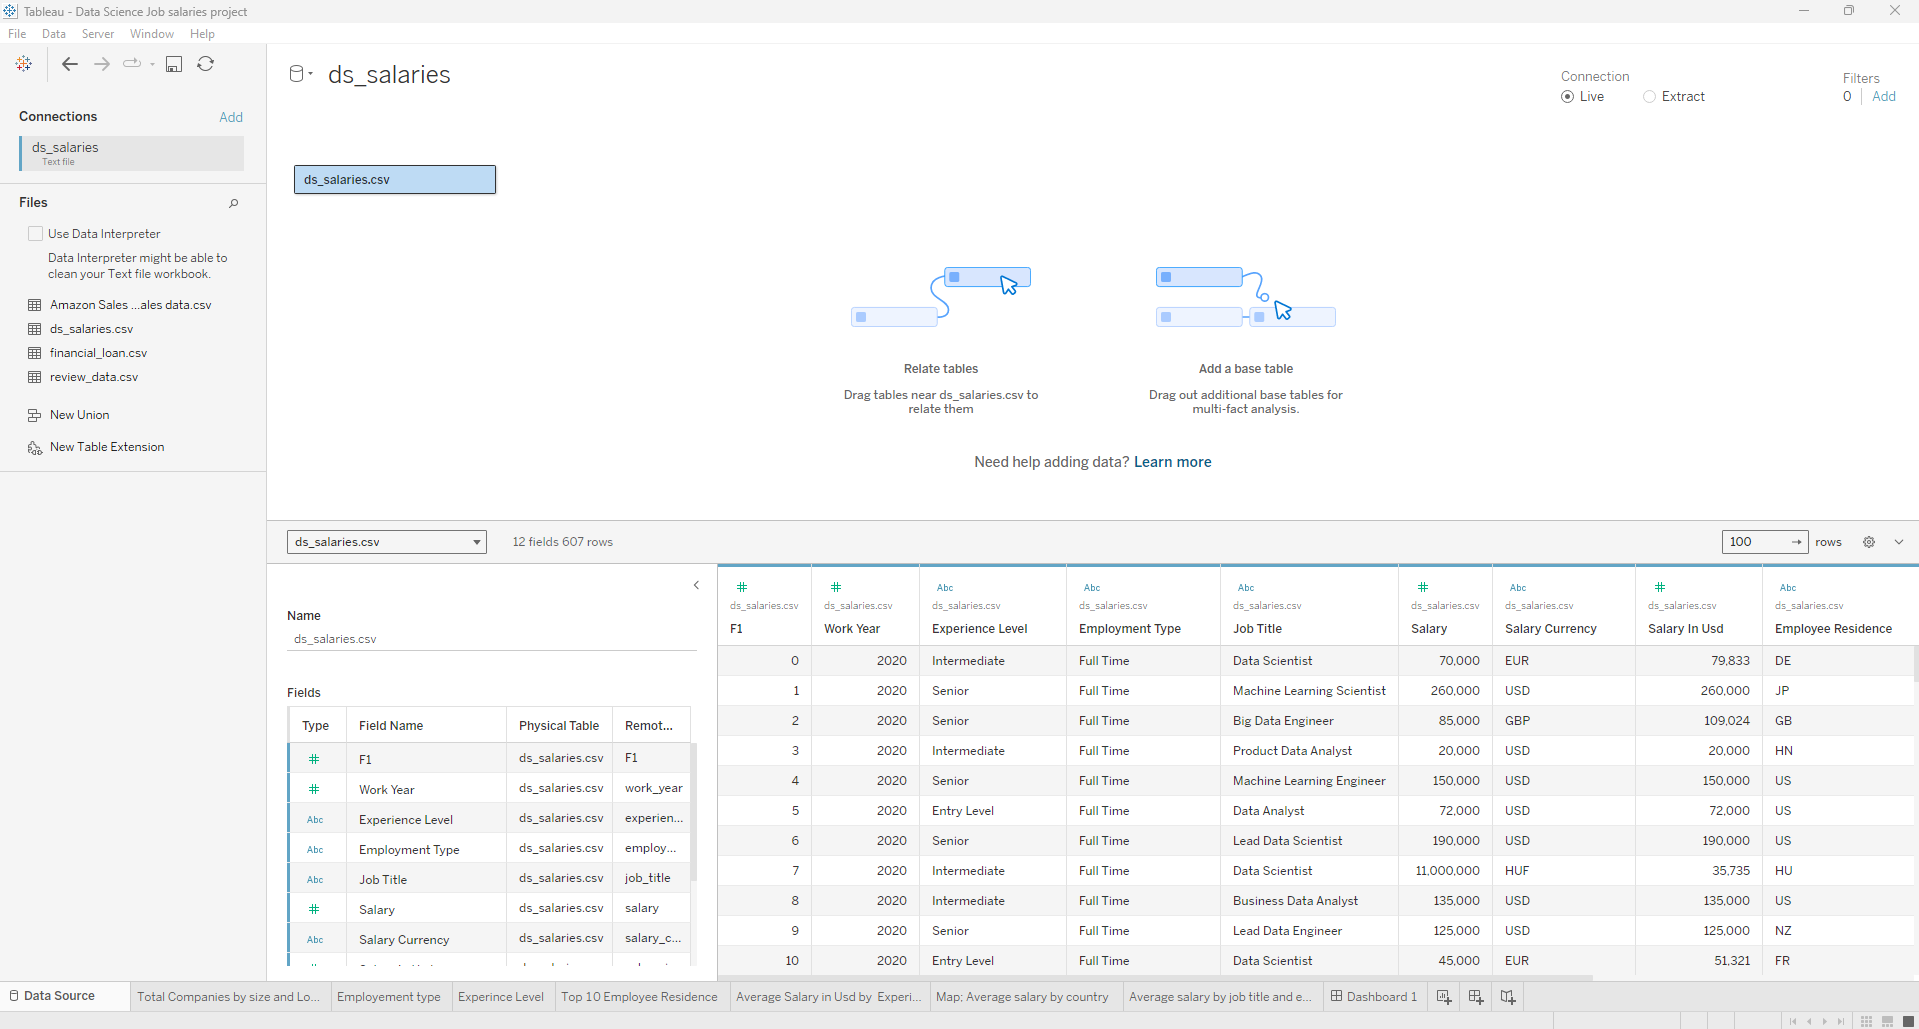 Tableau - Data Science Job salaries project
File Data Server Window Help
Connections Add
ds_salaries
Text file
Files
Use Data Interpreter
Data Interpreter might be able to
clean your Text file workbook.
Amazon Sales ...ales data.csv
ds_salaries.csv
financial_loan.csv
review_data.csv
New Union
New Table Extension
ds_salaries
Connection
Live Extract
Filters
0 Add
ds_salaries.csv
Relate tables
Drag tables near ds_salaries.csv to
relate them
Add a base table
Drag out additional base tables for
multi-fact analysis.
Need help adding data? Learn more
ds_salaries.csv 12 fields 607 rows 100 rows
Name
ds_salaries.csv
Fields
Type Field Name Physical Table Remot...
F1 ds_salaries.csv F1
Work Year ds_salaries.csv work_year
Abc Experience Level ds_salaries.csv experien...
Abc Employment Type ds_salaries.csv employ...
Abc Job Title ds_salaries.csv job_title
Salary ds_salaries.csv salary
Abc Salary Currency ds_salaries.csv salary_c...
Abc Abc Abc Abc Abc
ds_salaries.csv ds_salaries.csv ds_salaries.csv ds_salaries.csv ds_salaries.csv ds_salaries.csv ds_salaries.csv ds_salaries.csv ds_salaries.csv
F1 Work Year Experience Level Employment Type Job Title Salary Salary Currency Salary In Usd Employee Residence
0 2020 Intermediate Full Time Data Scientist 70,000 EUR 79,833 DE
1 2020 Senior Full Time Machine Learning Scientist 260,000 USD 260,000 JP
2 2020 Senior Full Time Big Data Engineer 85,000 GBP 109,024 GB
3 2020 Intermediate Full Time Product Data Analyst 20,000 USD 20,000 HN
4 2020 Senior Full Time Machine Learning Engineer 150,000 USD 150,000 US
5 2020 Entry Level Full Time Data Analyst 72,000 USD 72,000 US
6 2020 Senior Full Time Lead Data Scientist 190,000 USD 190,000 US
7 2020 Intermediate Full Time Data Scientist 11,000,000 HUF 35,735 HU
8 2020 Intermediate Full Time Business Data Analyst 135,000 USD 135,000 US
9 2020 Senior Full Time Lead Data Engineer 125,000 USD 125,000 NZ
10 2020 Entry Level Full Time Data Scientist 45,000 EUR 51,321 FR
Data Source Total Companies by size and Lo... Employement type Experince Level Top 10 Employee Residence Average Salary in Usd by Experi... Map; Average salary by country Average salary by job title and e... Dashboard 1